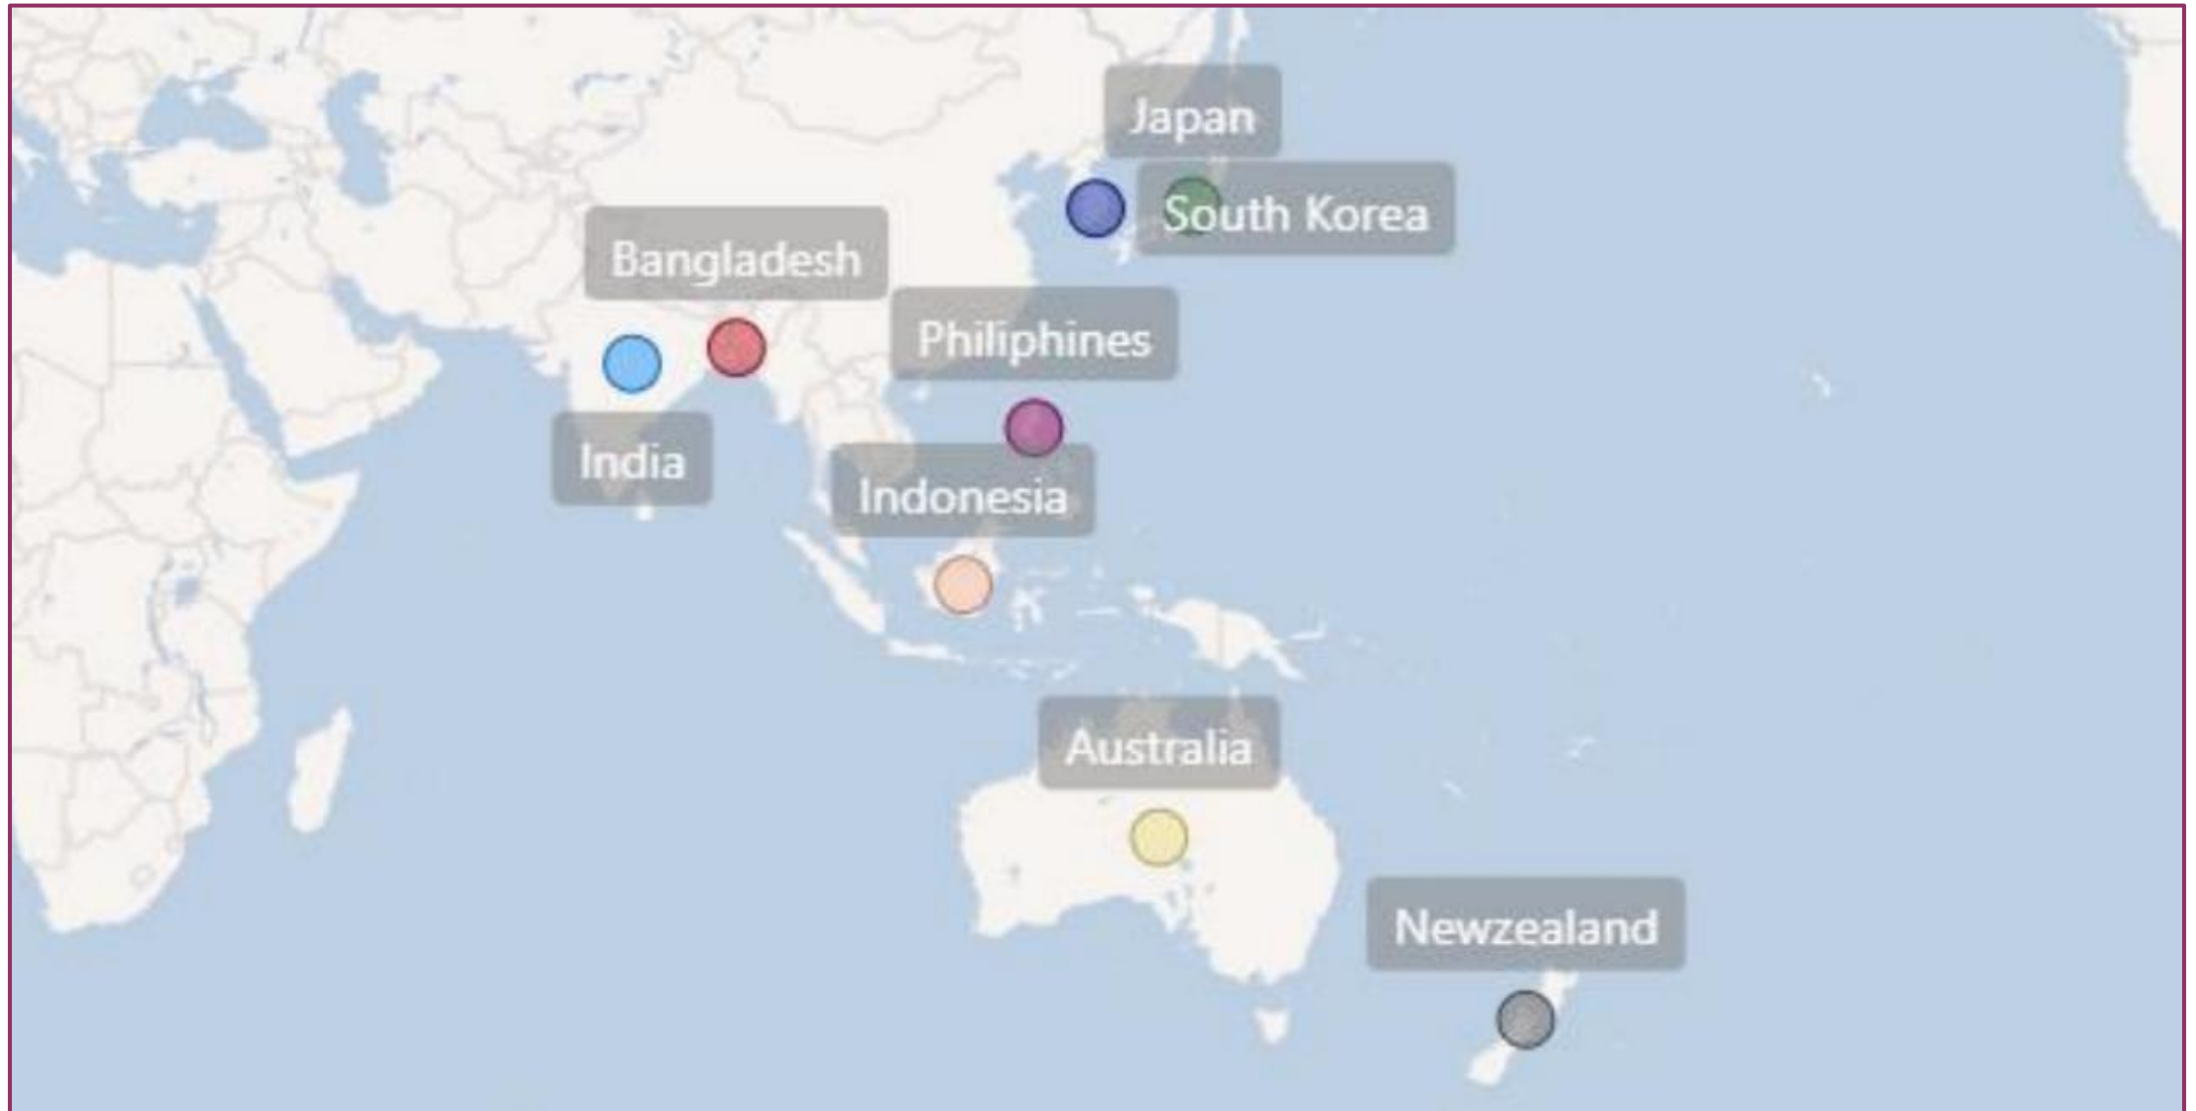 Japan
South Korea
Bangladesh
Philiphines
India
Indonesia
Australia
Newzealand